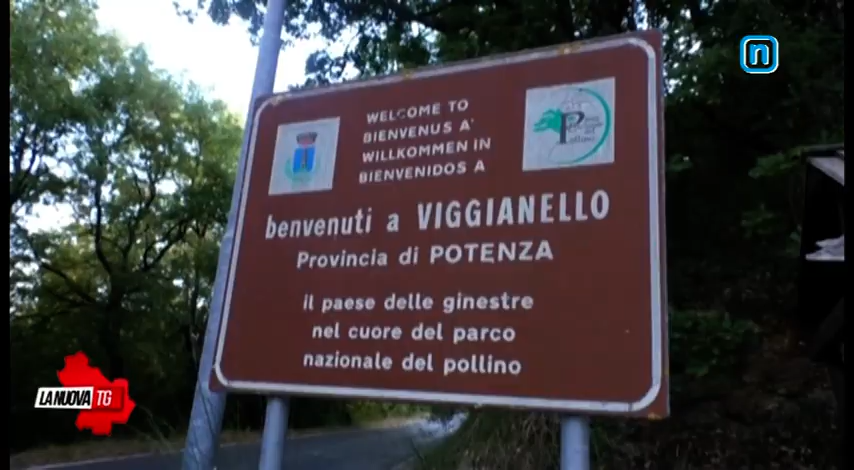 n
WELCOME TO
BIENVENUS A'
WILLKOMMEN IN
BIENVENIDOS A
benvenuti a VIGGIANELLO
Provincia di POTENZA
il paese delle ginestre
nel cuore del parco
nazionale del pollino
LA NUOVA TG